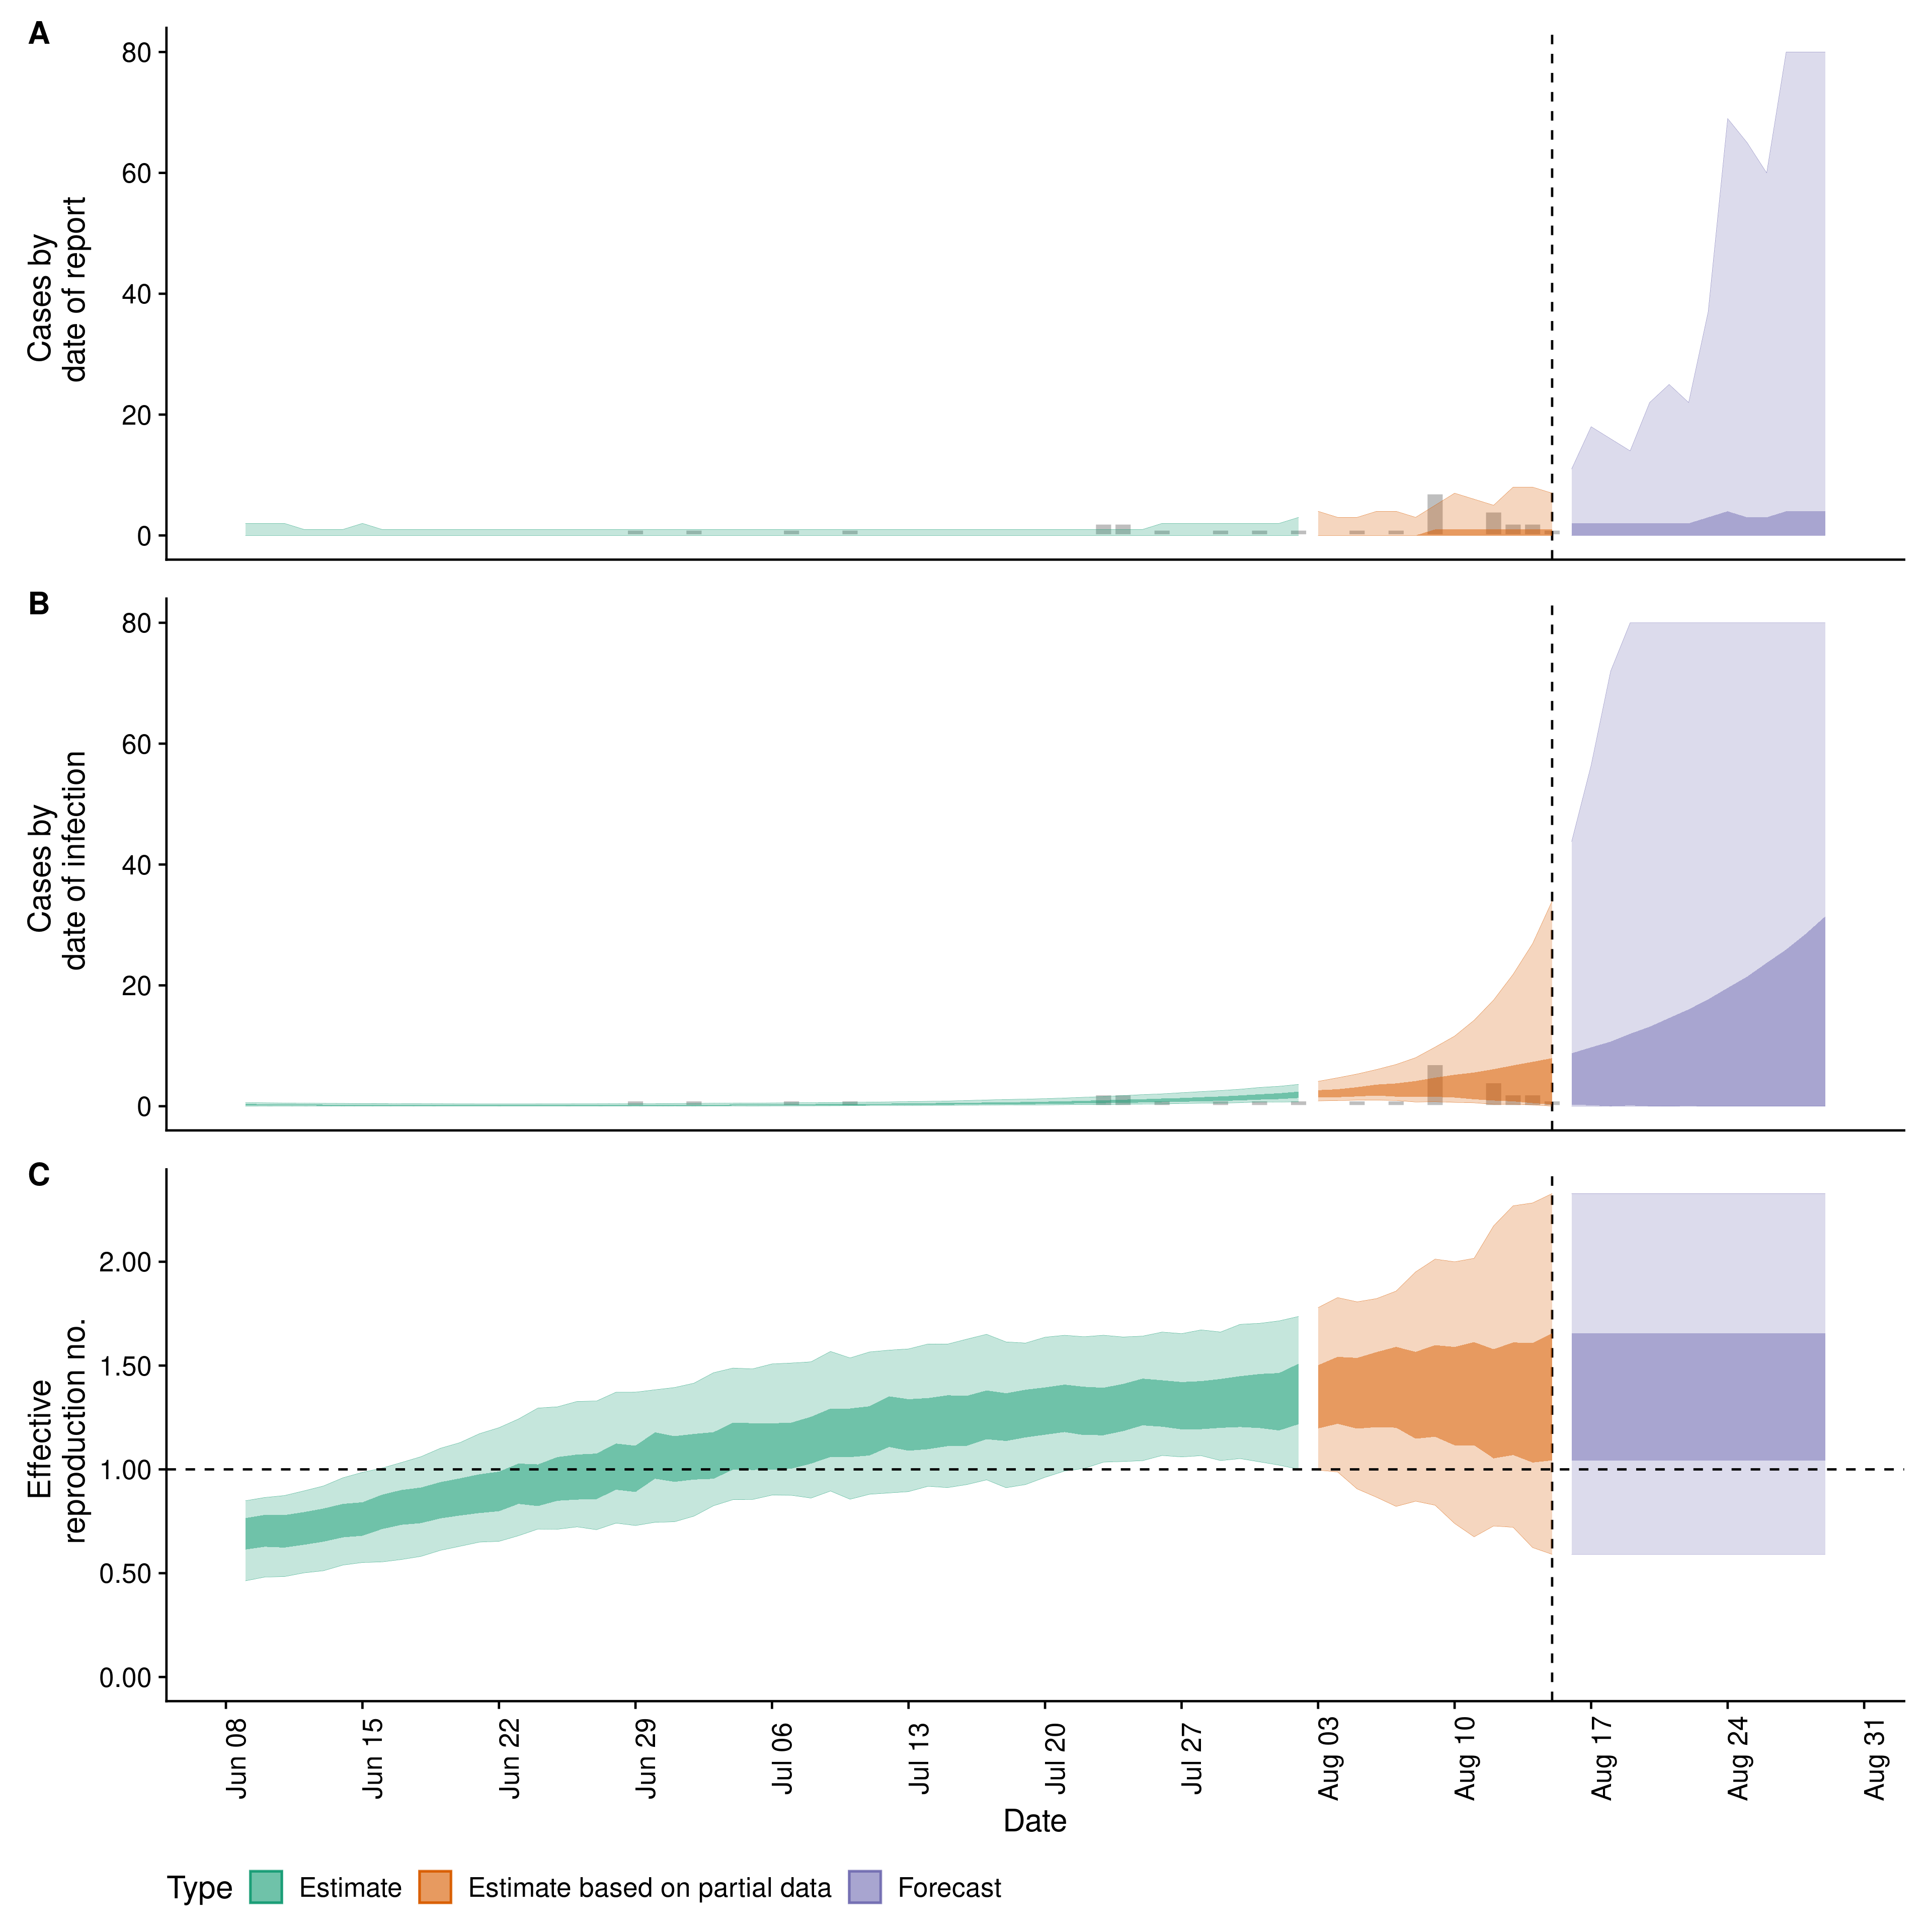 A
80
60
40
20
0
Cases by
date of report
B
80
60
40
20
0
Cases by
date of infection
C
2.00
1.50
1.00
0.50
0.00
Effective
reproduction no.
Jun 08
Jun 15
Jun 22
Jun 29
Jul 06
Jul 13
Jul 20
Jul 27
Aug 03
Aug 10
Aug 17
Aug 24
Aug 31
Date
Type Estimate Estimate based on partial data Forecast